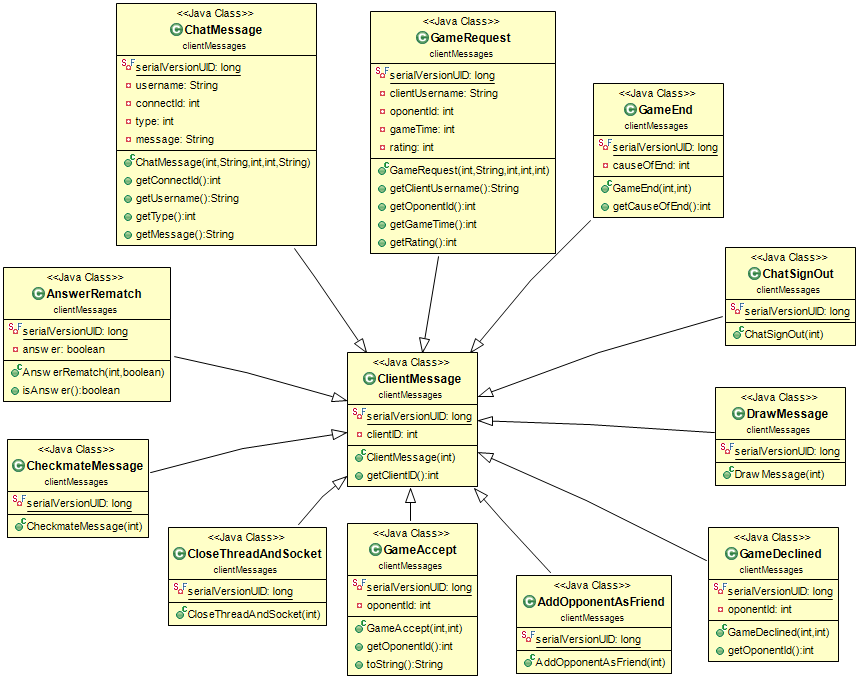 <<Java Class>>
ChatMessage
clientMessages
serialVersionUID: long
username: String
connectId: int
type: int
message: String
ChatMessage(int,String,int,int,String)
getConnectId():int
getUsername():String
getType():int
getMessage():String
<<Java Class>>
GameRequest
clientMessages
serialVersionUID: long
clientUsername: String
oponentId: int
gameTime: int
rating: int
GameRequest(int,String,int,int,int)
getClientUsername():String
getOponentId():int
getGameTime():int
getRating():int
<<Java Class>>
GameEnd
clientMessages
serialVersionUID: long
causeOfEnd: int
GameEnd(int,int)
getCauseOfEnd():int
<<Java Class>>
ChatSignOut
clientMessages
serialVersionUID: long
ChatSignOut(int)
<<Java Class>>
AnswerRematch
clientMessages
serialVersionUID: long
answer: boolean
AnswerRematch(int,boolean)
isAnswer():boolean
<<Java Class>>
ClientMessage
clientMessages
serialVersionUID: long
clientID: int
ClientMessage(int)
getClientID():int
<<Java Class>>
DrawMessage
clientMessages
serialVersionUID: long
DrawMessage(int)
<<Java Class>>
CheckmateMessage
clientMessages
serialVersionUID: long
CheckmateMessage(int)
<<Java Class>>
CloseThreadAndSocket
clientMessages
serialVersionUID: long
CloseThreadAndSocket(int)
<<Java Class>>
GameAccept
clientMessages
serialVersionUID: long
oponentId: int
GameAccept(int,int)
getOponentId():int
toString():String
<<Java Class>>
AddOpponentAsFriend
clientMessages
serialVersionUID: long
AddOpponentAsFriend(int)
<<Java Class>>
GameDeclined
clientMessages
serialVersionUID: long
oponentId: int
GameDeclined(int,int)
getOponentId():int